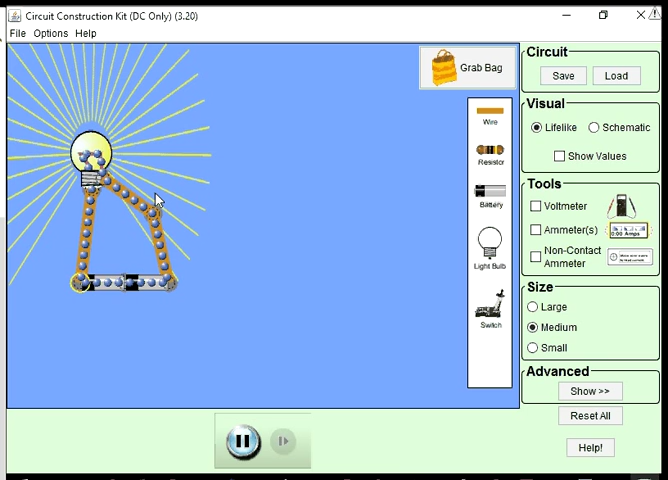 Circuit Construction Kit (DC Only) (3.20)
File Options Help
Grab Bag
Wire
Resistor
Battery
Light Bulb
Switch
Circuit
Save Load
Visual
Lifelike Schematic
Show Values
Tools
Voltmeter
Ammeter(s)
0.00 Amps
Non-Contact
Ammeter
Size
Large
Medium
Small
Advanced
Show >>
Reset All
Help!